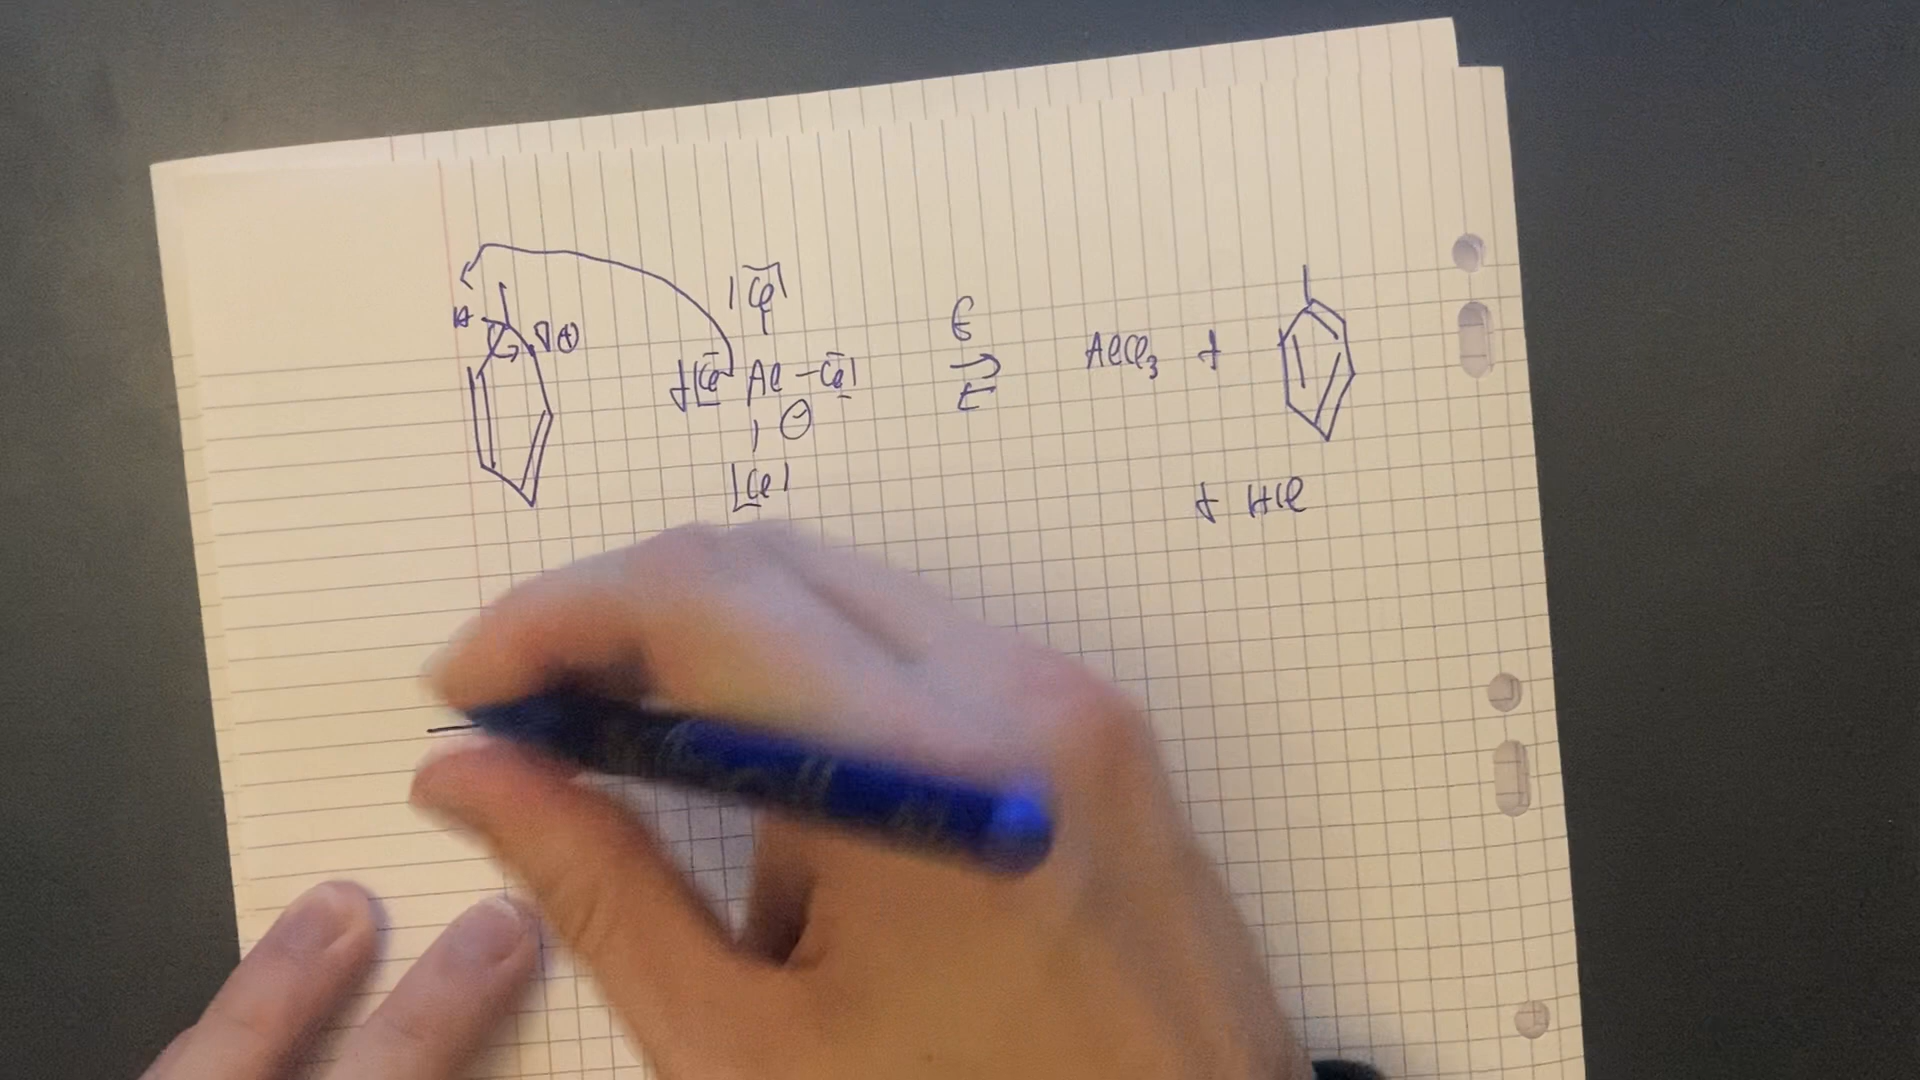 |Cl|
H ⊕
+ |Cl Al - Cl| AlCl₃ +
⊖
|Cl| + HCl